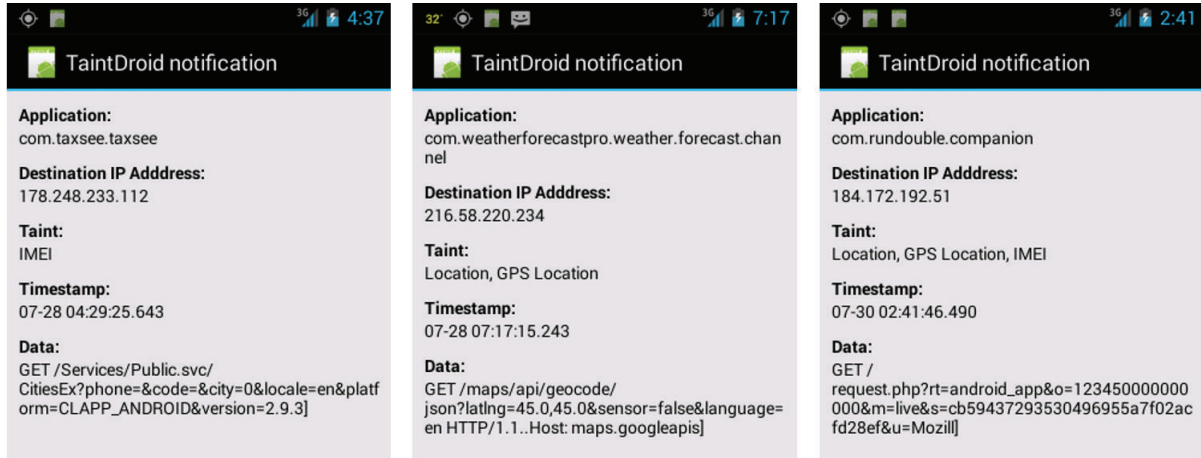 3G 4:37
TaintDroid notification
Application:
com.taxsee.taxsee
Destination IP Adddress:
178.248.233.112
Taint:
IMEI
Timestamp:
07-28 04:29:25.643
Data:
GET /Services/Public.svc/
CitiesEx?phone=&code=&city=0&locale=en&platf
orm=CLAPP_ANDROID&version=2.9.3]
32° 3G 7:17
TaintDroid notification
Application:
com.weatherforecastpro.weather.forecast.chan
nel
Destination IP Adddress:
216.58.220.234
Taint:
Location, GPS Location
Timestamp:
07-28 07:17:15.243
Data:
GET /maps/api/geocode/
json?latlng=45.0,45.0&sensor=false&language=
en HTTP/1.1..Host: maps.googleapis]
3G 2:41
TaintDroid notification
Application:
com.rundouble.companion
Destination IP Adddress:
184.172.192.51
Taint:
Location, GPS Location, IMEI
Timestamp:
07-30 02:41:46.490
Data:
GET /
request.php?rt=android_app&o=123450000000
000&m=live&s=cb59437293530496955a7f02ac
fd28ef&u=Mozill]